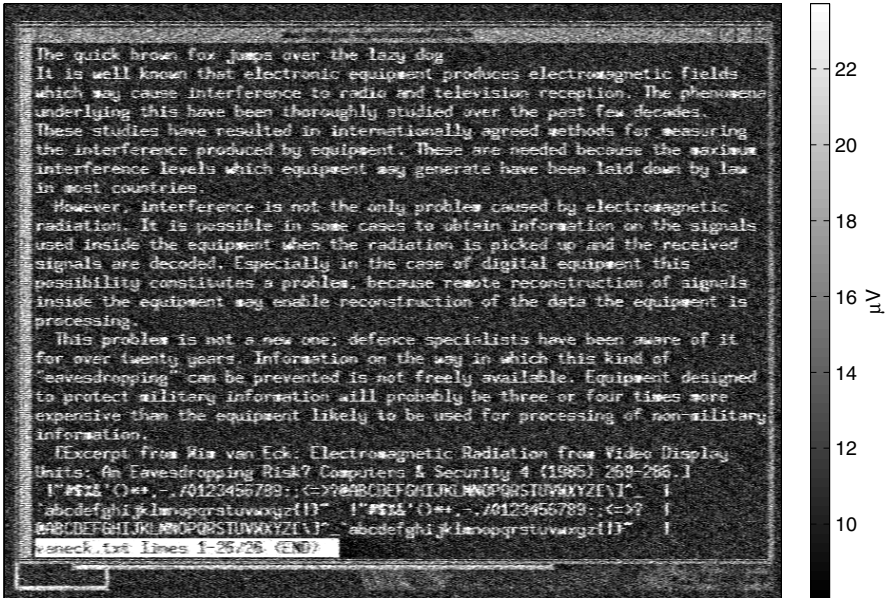 The quick brown fox jumps over the lazy dog
It is well known that electronic equipment produces electromagnetic fields
which may cause interference to radio and television reception. The phenomena
underlying this have been thoroughly studied over the past few decades.
These studies have resulted in internationally agreed methods for measuring
the interference produced by equipment. These are needed because the maximum
interference levels which equipment may generate have been laid down by law
in most countries.
However, interference is not the only problem caused by electromagnetic
radiation. It is possible in some cases to obtain information on the signals
used inside the equipment when the radiation is picked up and the received
signals are decoded. Especially in the case of digital equipment this
possibility constitutes a problem, because remote reconstruction of signals
inside the equipment may enable reconstruction of the data the equipment is
processing.
This problem is not a new one; defence specialists have been aware of it
for over twenty years. Information on the way in which this kind of
"eavesdropping" can be prevented is not freely available. Equipment designed
to protect military information will probably be three or four times more
expensive than the equipment likely to be used for processing of non-military
information.
[Excerpt from Wim van Eck: Electromagnetic Radiation from Video Display
Units: An Eavesdropping Risk? Computers & Security 4 (1985) 269-286.]
!"#$%&'()*+,-./0123456789:;<=>?@ABCDEFGHIJKLMNOPQRSTUVWXYZ[\]^_ |
`abcdefghijklmnopqrstuvwxyz{|}~ !"#$%&'()*+,-./0123456789:;<=>? |
@ABCDEFGHIJKLMNOPQRSTUVWXYZ[\]^_`abcdefghijklmnopqrstuvwxyz{|}~ |
vaneck.txt lines 1-26/26 (END)
22
20
18
16
14
12
10
µV